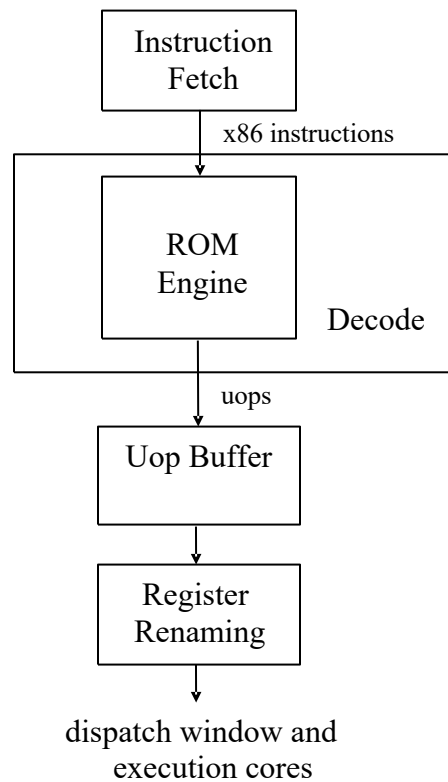 Instruction
Fetch
x86 instructions
ROM
Engine
Decode
uops
Uop Buffer
Register
Renaming
dispatch window and
execution cores